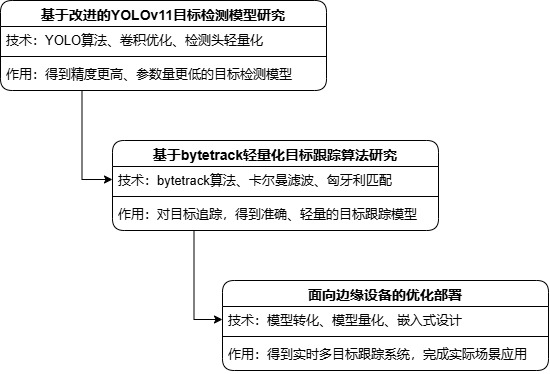 基于改进的YOLOv11目标检测模型研究
技术：YOLO算法、卷积优化、检测头轻量化
作用：得到精度更高、参数量更低的目标检测模型
基于bytetrack轻量化目标跟踪算法研究
技术：bytetrack算法、卡尔曼滤波、匈牙利匹配
作用：对目标追踪，得到准确、轻量的目标跟踪模型
面向边缘设备的优化部署
技术：模型转化、模型量化、嵌入式设计
作用：得到实时多目标跟踪系统，完成实际场景应用